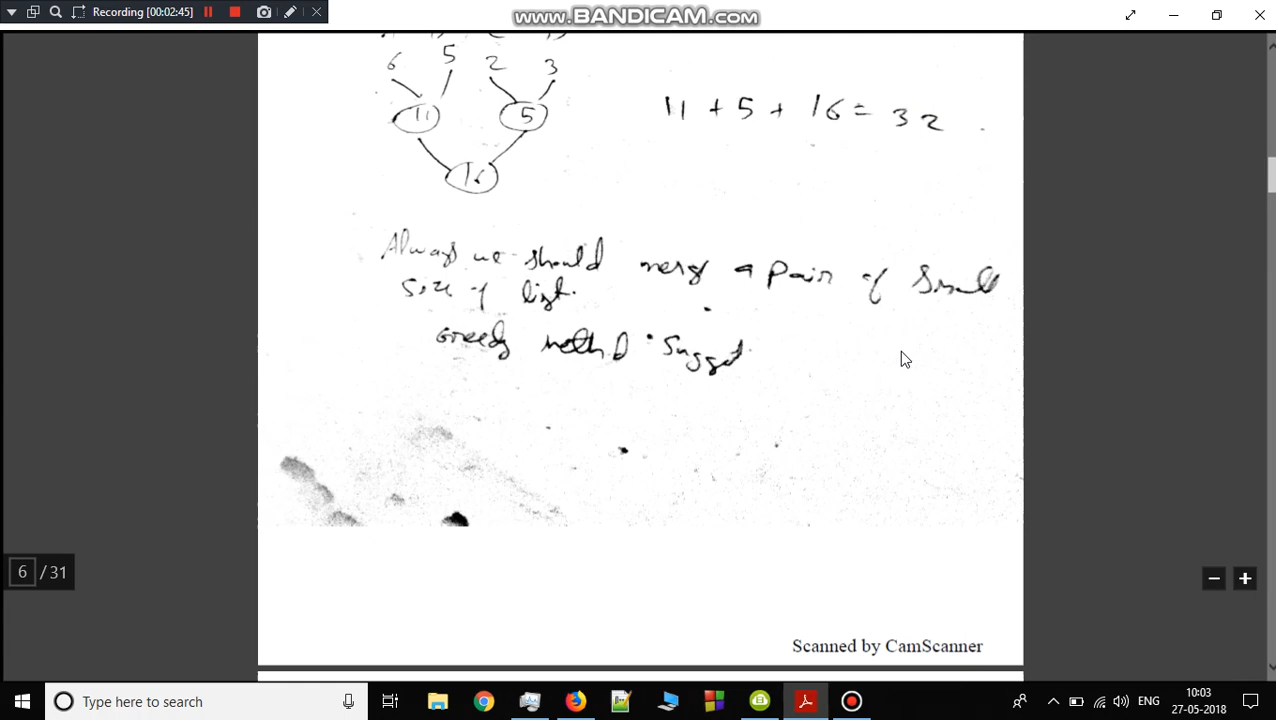 Recording [00:02:45]
www.BANDICAM.com
6 5 2 3
11 5
11 + 5 + 16 = 32
16
Always we should merg a pair of small
size of list.
Greedy method suggest
6 / 31
Scanned by CamScanner
Type here to search
ENG
10:03
27-05-2018